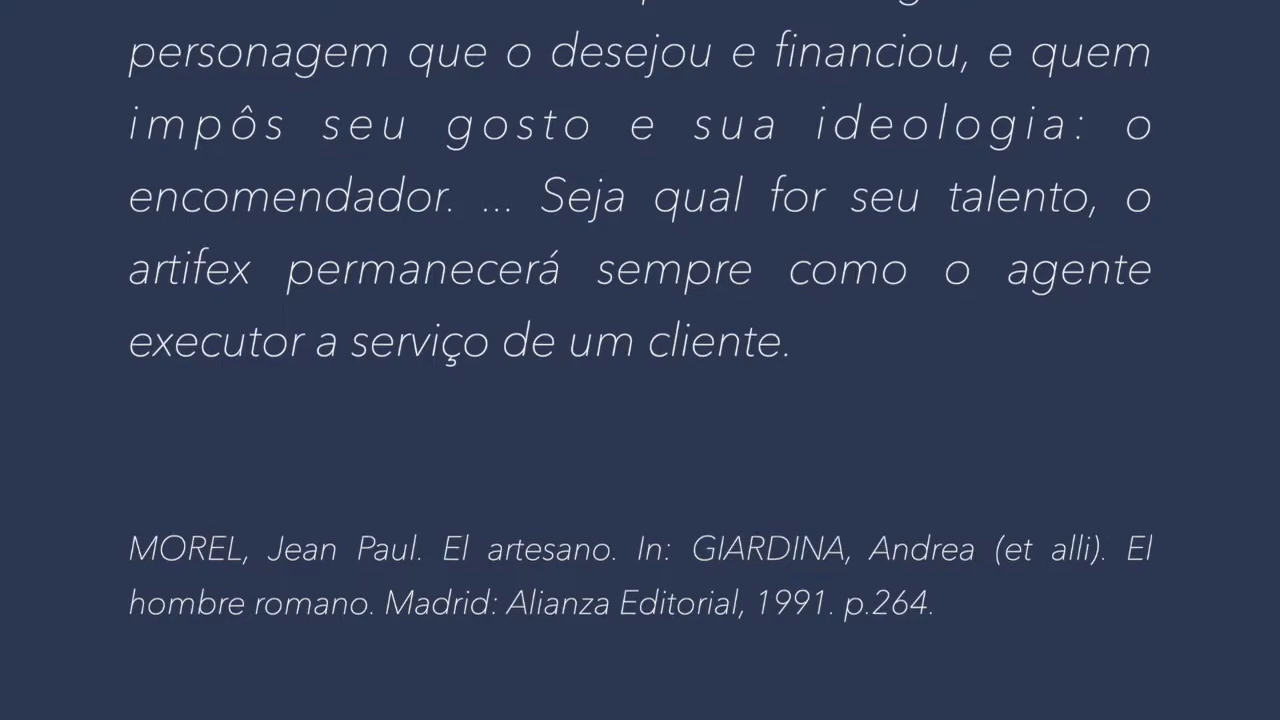 personagem que o desejou e financiou, e quem
impôs seu gosto e sua ideologia: o
encomendador. ... Seja qual for seu talento, o
artifex permanecerá sempre como o agente
executor a serviço de um cliente.
MOREL, Jean Paul. El artesano. In: GIARDINA, Andrea (et alli). El
hombre romano. Madrid: Alianza Editorial, 1991. p.264.